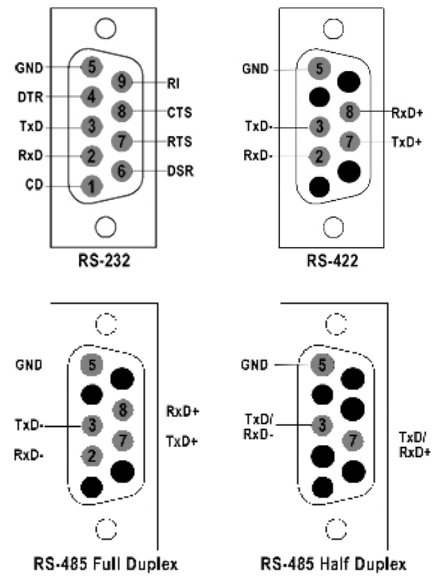 GND 5 9 RI
DTR 4 8 CTS
TxD 3 7 RTS
RxD 2 6 DSR
CD 1
RS-232
GND 5
8 RxD+
TxD- 3 7 TxD+
RxD- 2
RS-422
GND 5
8 RxD+
TxD- 3 7 TxD+
RxD- 2
RS-485 Full Duplex
GND 5
TxD/
RxD- 3
7 TxD/
RxD+
RS-485 Half Duplex